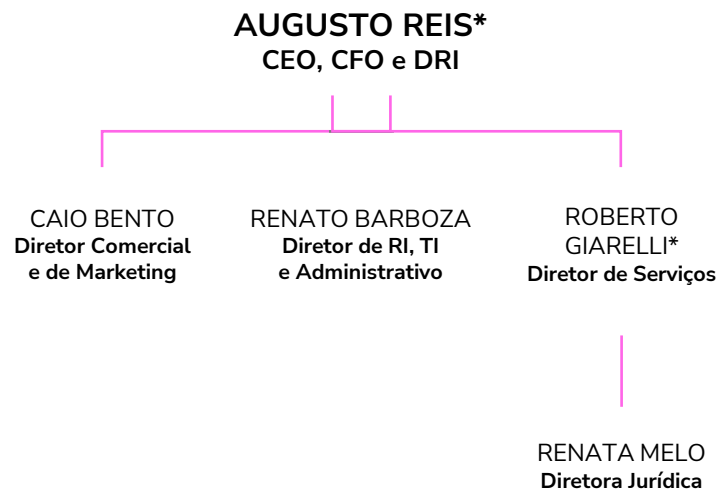 AUGUSTO REIS*
CEO, CFO e DRI
CAIO BENTO
Diretor Comercial
e de Marketing
RENATO BARBOZA
Diretor de RI, TI
e Administrativo
ROBERTO
GIARELLI*
Diretor de Serviços
RENATA MELO
Diretora Jurídica